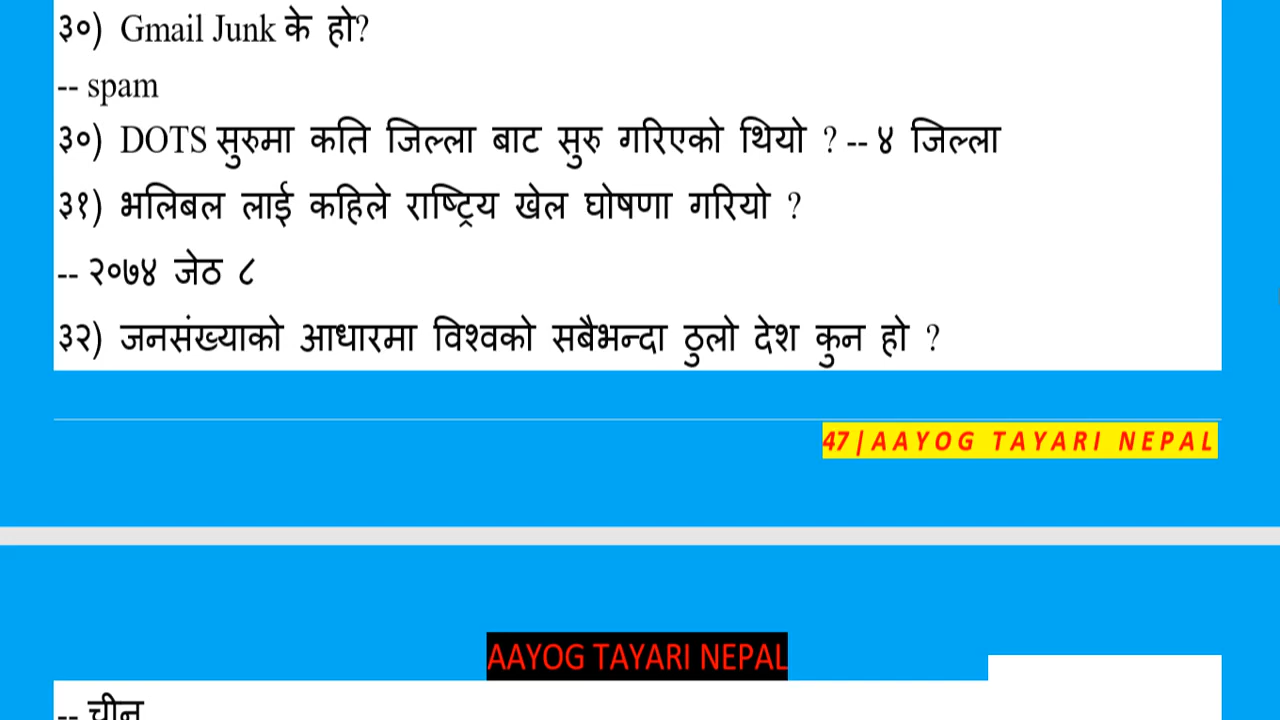 ३०) Gmail Junk के हो?
-- spam
३०) DOTS सुरुमा कति जिल्ला बाट सुरु गरिएको थियो ? -- ४ जिल्ला
३१) भलिबल लाई कहिले राष्ट्रिय खेल घोषणा गरियो ?
-- २०७४ जेठ ८
३२) जनसंख्याको आधारमा विश्वको सबैभन्दा ठुलो देश कुन हो ?
47 | AAYOG TAYARI NEPAL
AAYOG TAYARI NEPAL
-- चीन